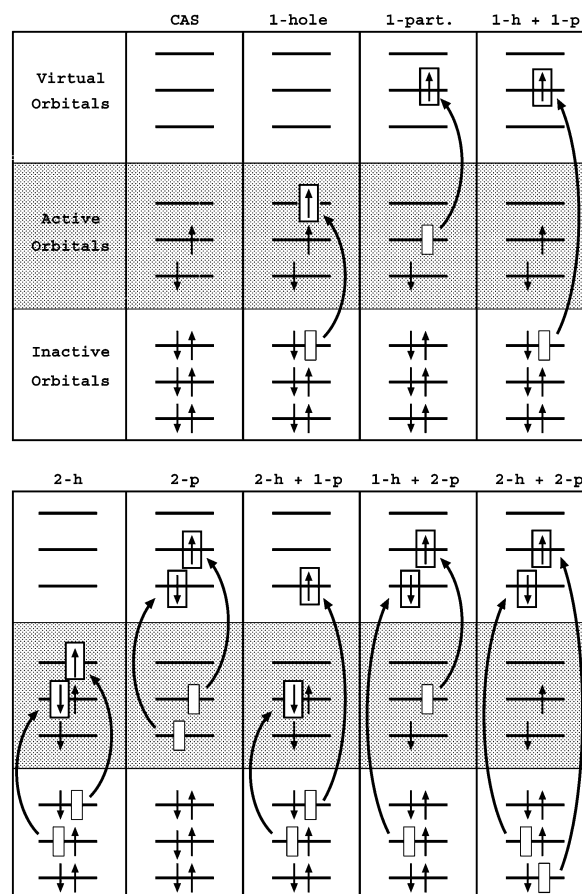 CAS 1-hole 1-part. 1-h + 1-p
Virtual
Orbitals
Active
Orbitals
Inactive
Orbitals
2-h 2-p 2-h + 1-p 1-h + 2-p 2-h + 2-p